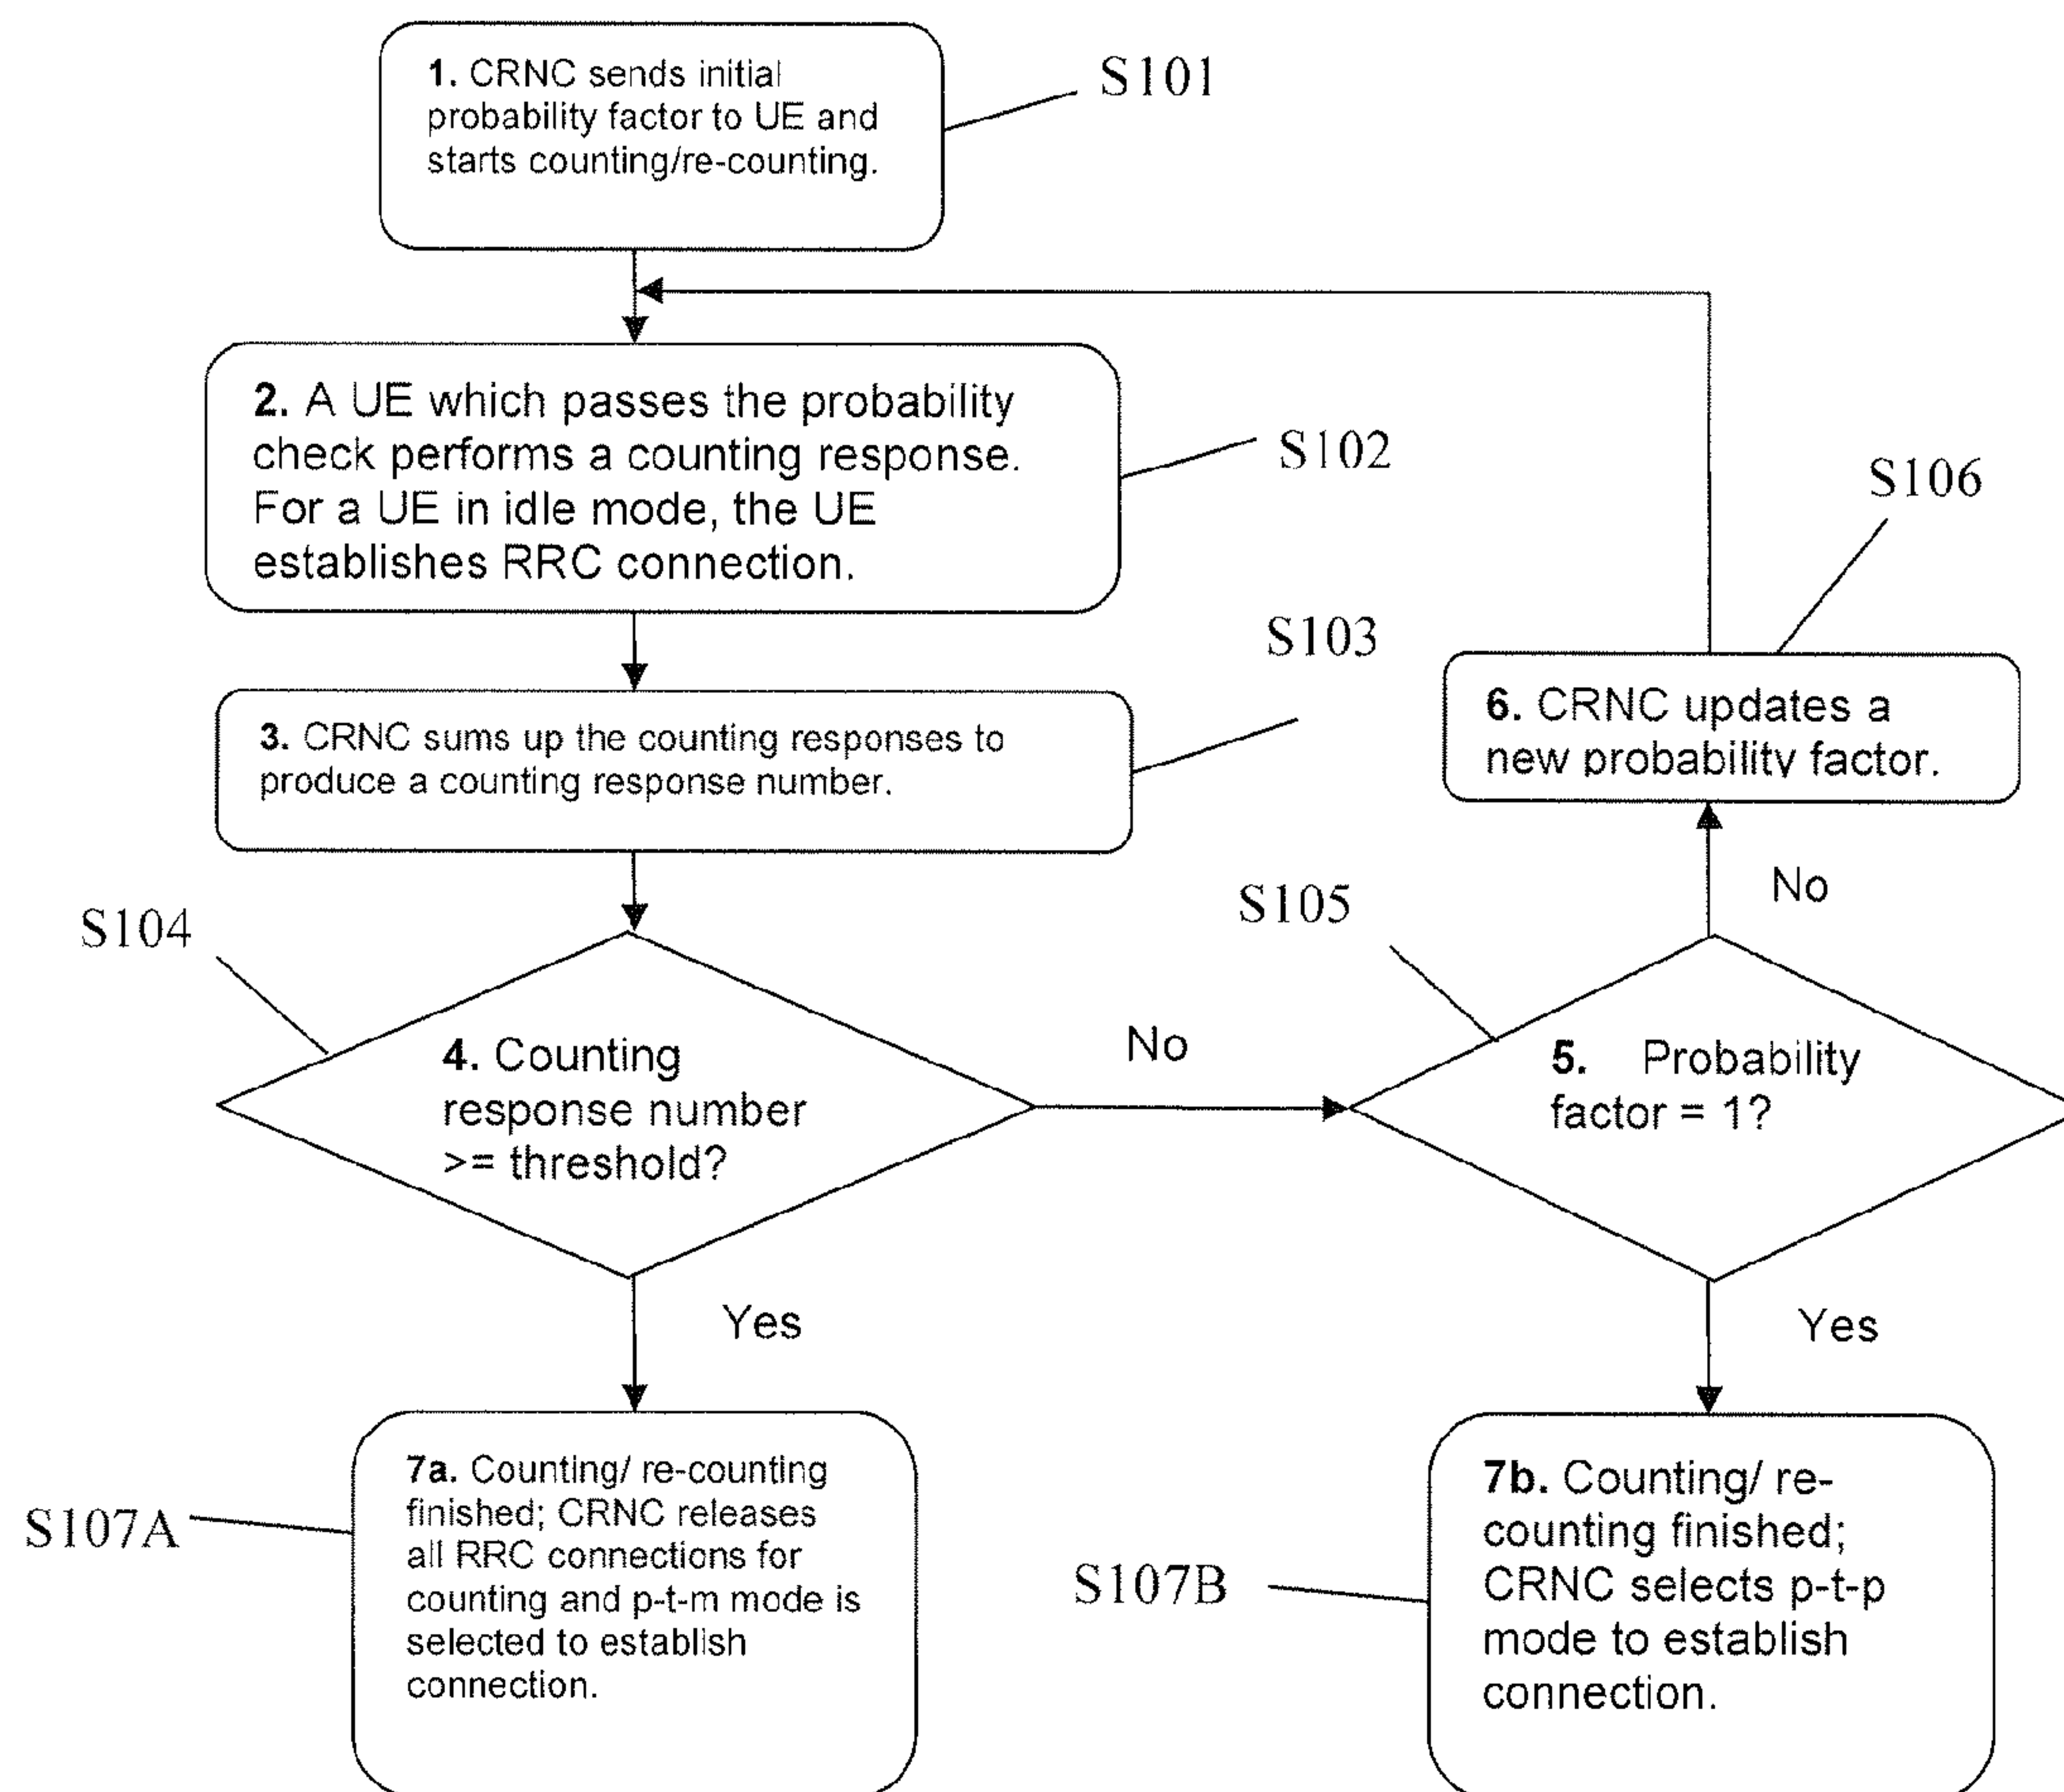 1. CRNC sends initial
probability factor to UE and
starts counting/re-counting.
S101
2. A UE which passes the probability
check performs a counting response.
For a UE in idle mode, the UE
establishes RRC connection.
S102
S106
S103
3. CRNC sums up the counting responses to
produce a counting response number.
6. CRNC updates a
new probability factor.
No
S105
S104
4. Counting
response number
>= threshold?
No
5. Probability
factor = 1?
Yes
Yes
7a. Counting/ re-counting
finished; CRNC releases
all RRC connections for
counting and p-t-m mode is
selected to establish
connection.
S107A
7b. Counting/ re-
counting finished;
CRNC selects p-t-p
mode to establish
connection.
S107B